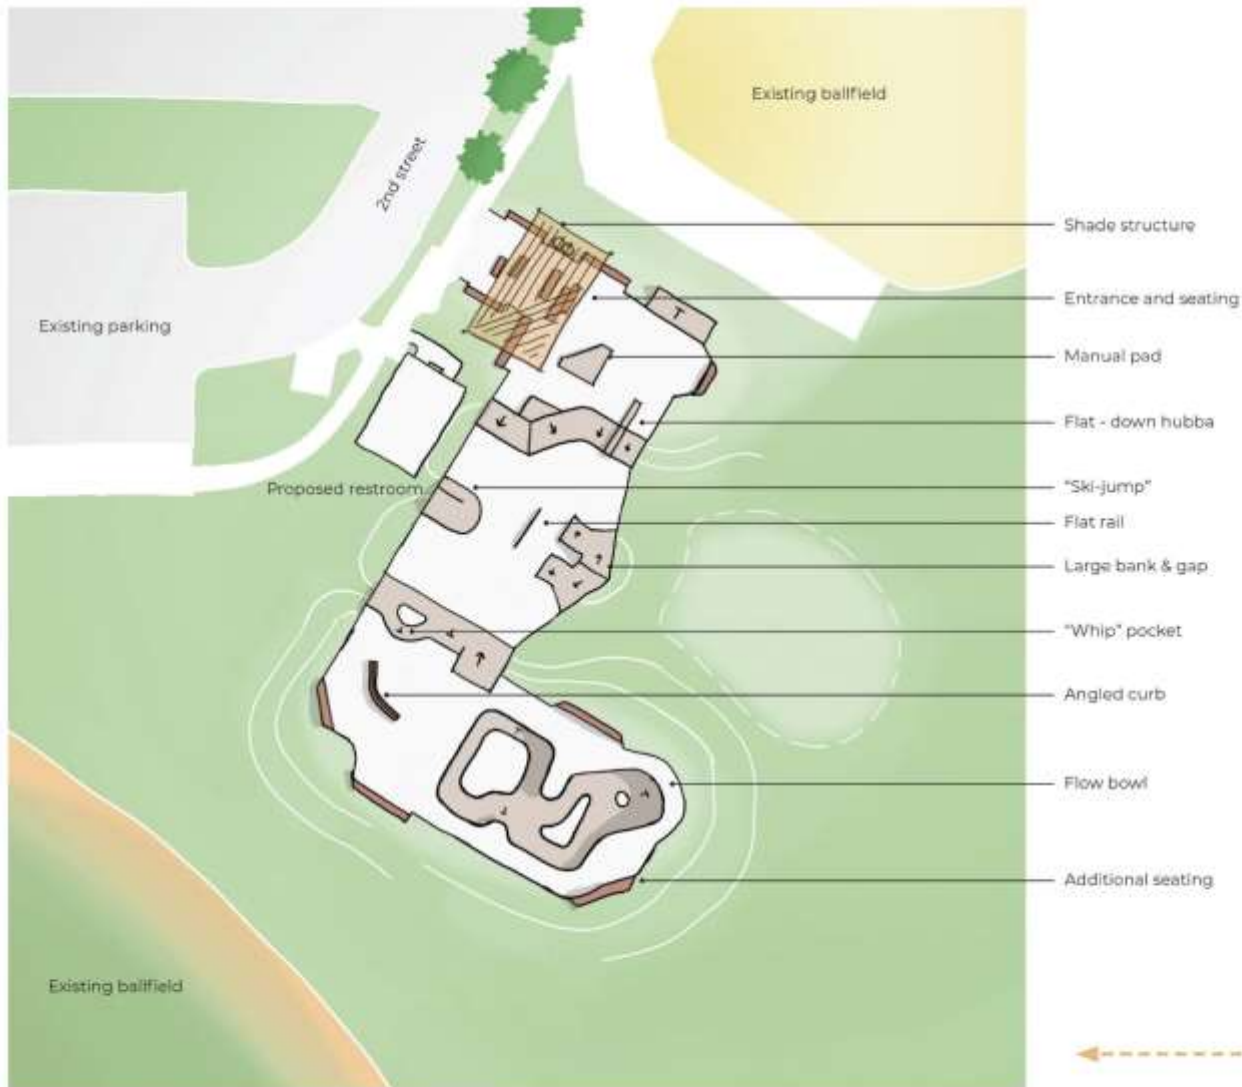 Existing ballfield
2nd street
Shade structure
Entrance and seating
Existing parking
Manual pad
Flat - down hubba
"Ski-jump"
Proposed restroom
Flat rail
Large bank & gap
"Whip" pocket
Angled curb
Flow bowl
Additional seating
Existing ballfield